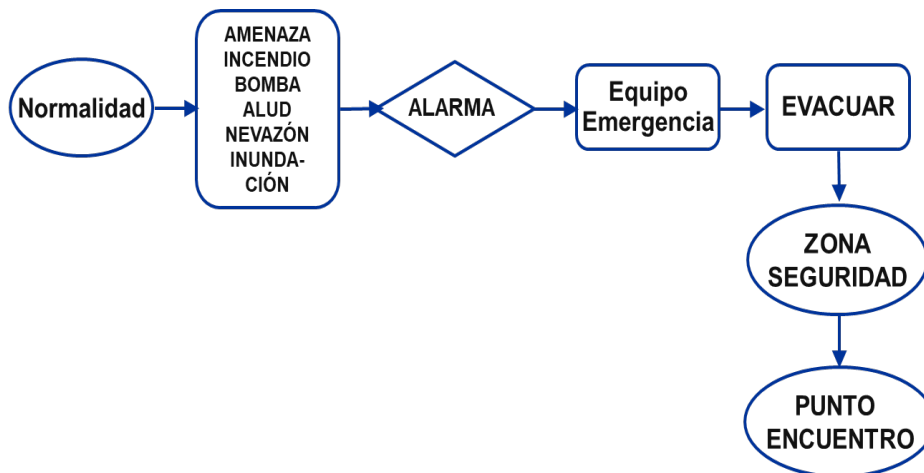 Normalidad
AMENAZA
INCENDIO
BOMBA
ALUD
NEVAZÓN
INUNDA-
CIÓN
ALARMA
Equipo
Emergencia
EVACUAR
ZONA
SEGURIDAD
PUNTO
ENCUENTRO